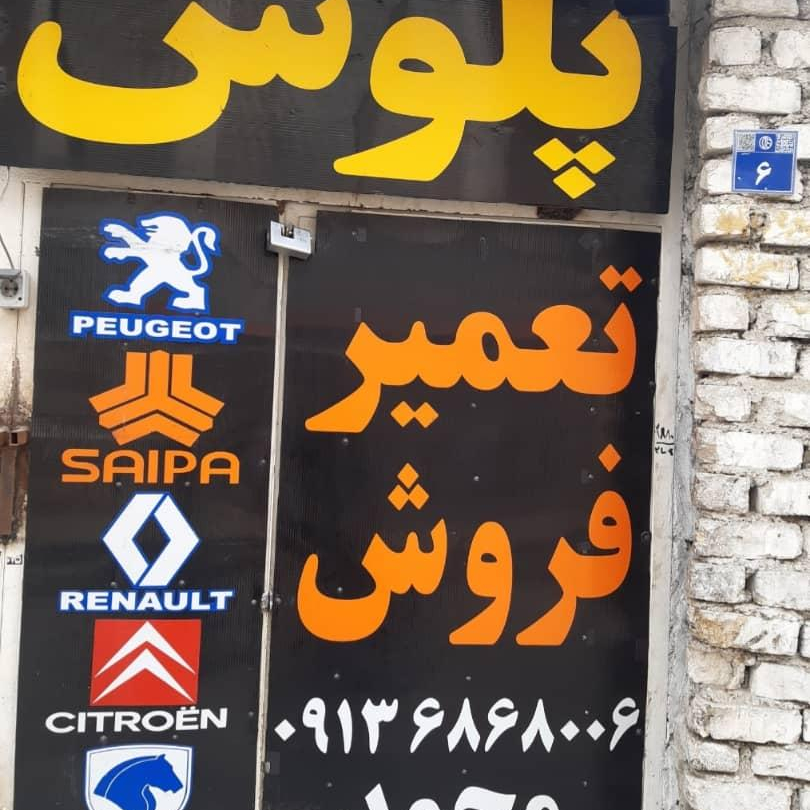 پلوس
۶
PEUGEOT
SAIPA
RENAULT
CITROËN
تعمیر
فروش
۰۹۱۳۶۸۶۸۰۰۶